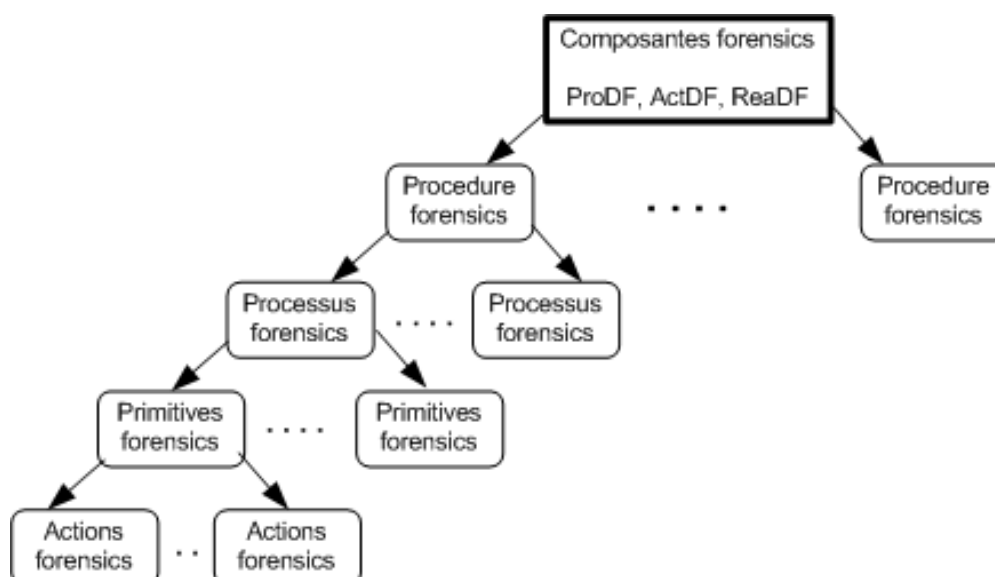 Composantes forensics
ProDF, ActDF, ReaDF
Procedure
forensics
. . . .
Procedure
forensics
Processus
forensics
. . . .
Processus
forensics
Primitives
forensics
. . . .
Primitives
forensics
Actions
forensics
. .
Actions
forensics